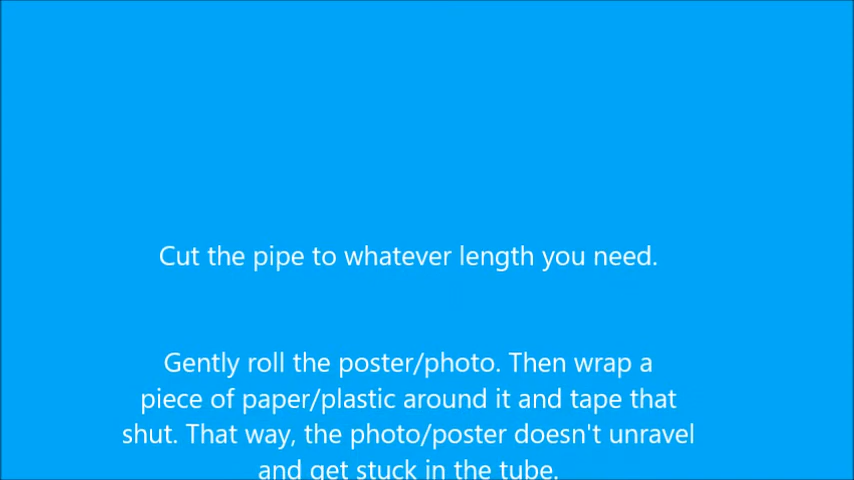 Cut the pipe to whatever length you need.
Gently roll the poster/photo. Then wrap a
piece of paper/plastic around it and tape that
shut. That way, the photo/poster doesn't unravel
and get stuck in the tube.